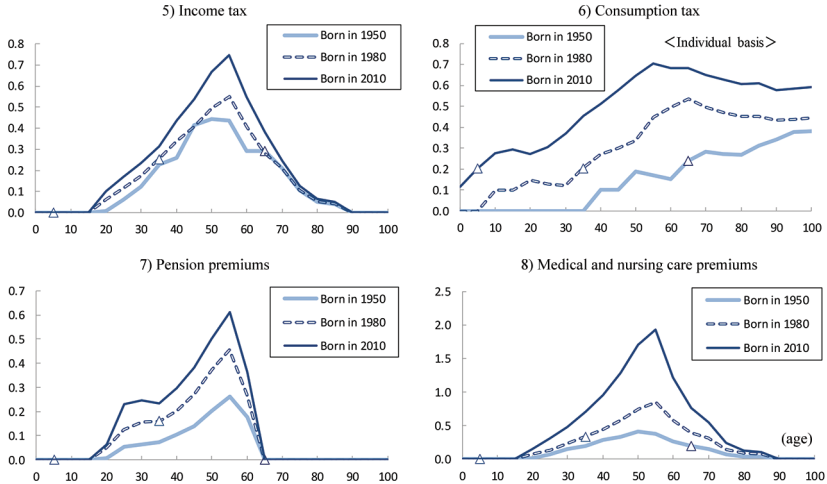 5) Income tax
Born in 1950
Born in 1980
Born in 2010
0.8
0.7
0.6
0.5
0.4
0.3
0.2
0.1
0.0
0 10 20 30 40 50 60 70 80 90 100
6) Consumption tax
Born in 1950
Born in 1980
Born in 2010
<Individual basis>
0.8
0.7
0.6
0.5
0.4
0.3
0.2
0.1
0.0
0 10 20 30 40 50 60 70 80 90 100
7) Pension premiums
Born in 1950
Born in 1980
Born in 2010
0.7
0.6
0.5
0.4
0.3
0.2
0.1
0.0
0 10 20 30 40 50 60 70 80 90 100
8) Medical and nursing care premiums
Born in 1950
Born in 1980
Born in 2010
2.5
2.0
1.5
1.0
0.5
0.0
(age)
0 10 20 30 40 50 60 70 80 90 100